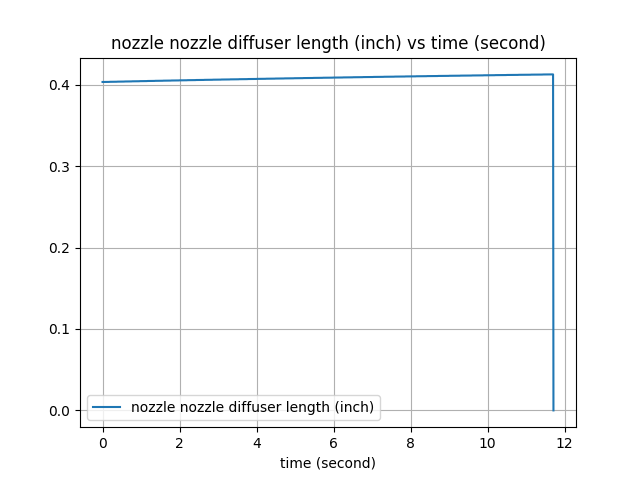 nozzle nozzle diffuser length (inch) vs time (second)
0.4
0.3
0.2
0.1
0.0
nozzle nozzle diffuser length (inch)
0 2 4 6 8 10 12
time (second)